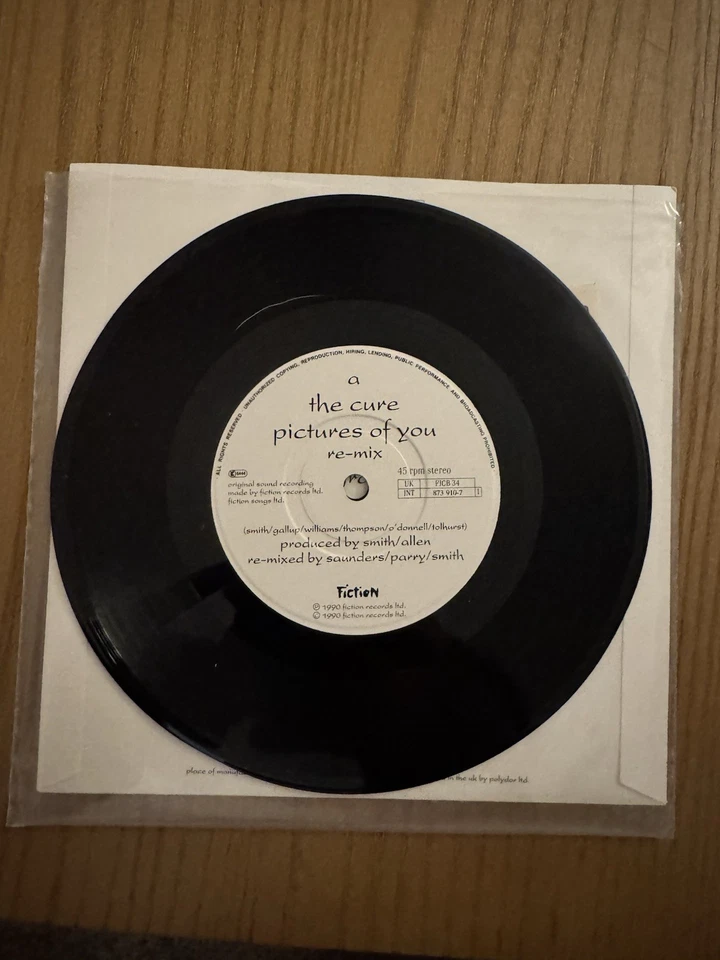 ALL RIGHTS RESERVED · UNAUTHORIZED COPYING, REPRODUCTION, HIRING, LENDING, PUBLIC PERFORMANCE AND BROADCASTING PROHIBITED
a
the cure
pictures of you
re-mix
45 rpm stereo
UK FICB 34
INT 873 910-7
original sound recording
made by fiction records ltd.
fiction songs ltd.
(smith/gallup/williams/thompson/o'donnell/tolhurst)
produced by smith/allen
re-mixed by saunders/parry/smith
FictioN
℗ 1990 fiction records ltd.
© 1990 fiction records ltd.
place of
in the uk by polydor ltd.